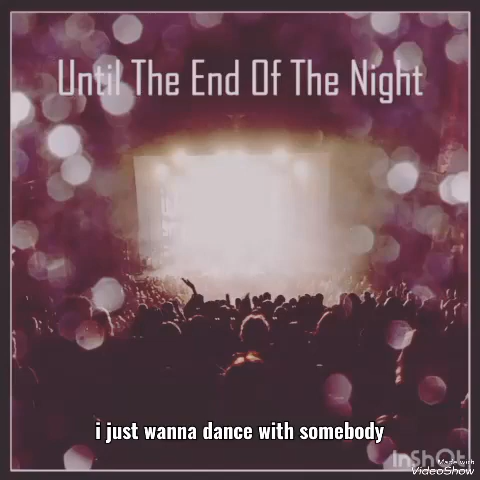 Until The End Of The Night
i just wanna dance with somebody
InShOt
Made with
VideoShow